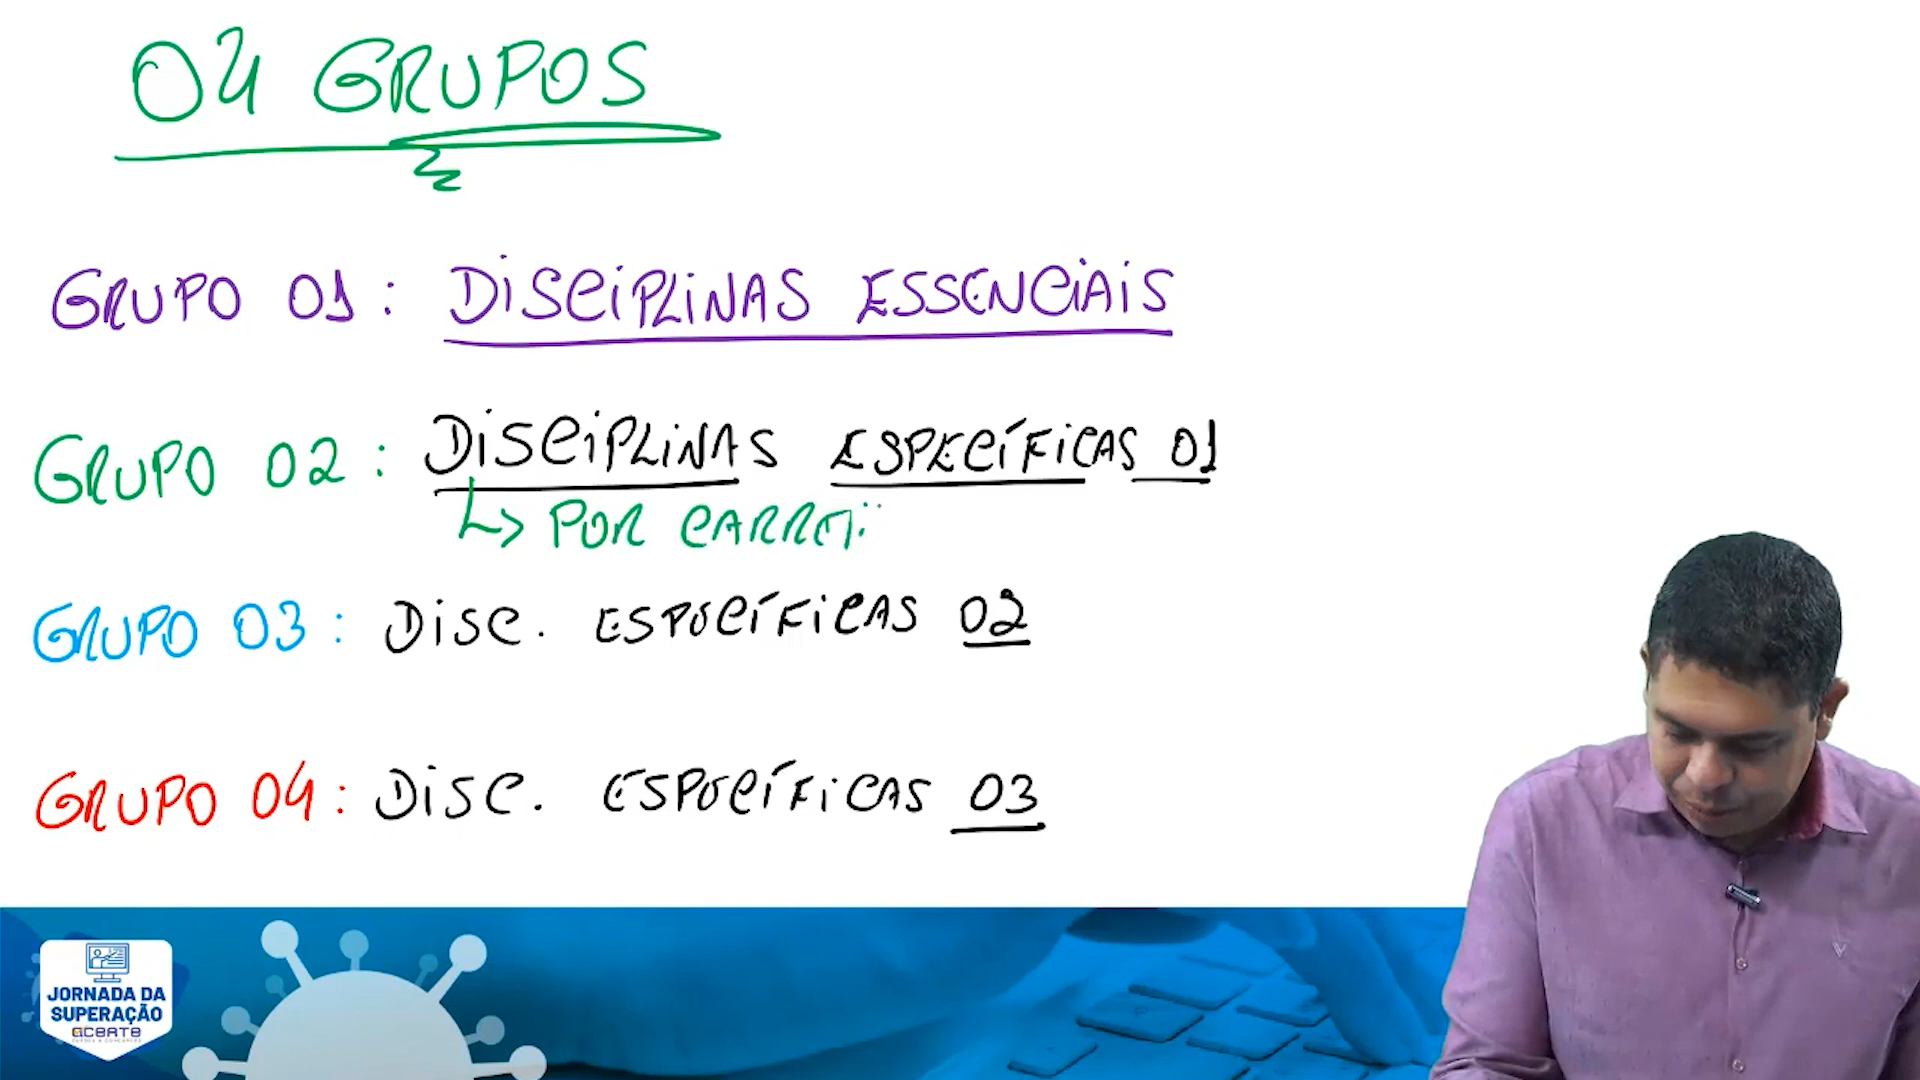 04 GRUPOS
GRUPO 01: DISCIPLINAS ESSENCIAIS
GRUPO 02: DISCIPLINAS ESPECÍFICAS 01
↳ POR CARREI
GRUPO 03: DISC. ESPECÍFICAS 02
GRUPO 04: DISC. ESPECÍFICAS 03
JORNADA DA
SUPERAÇÃO